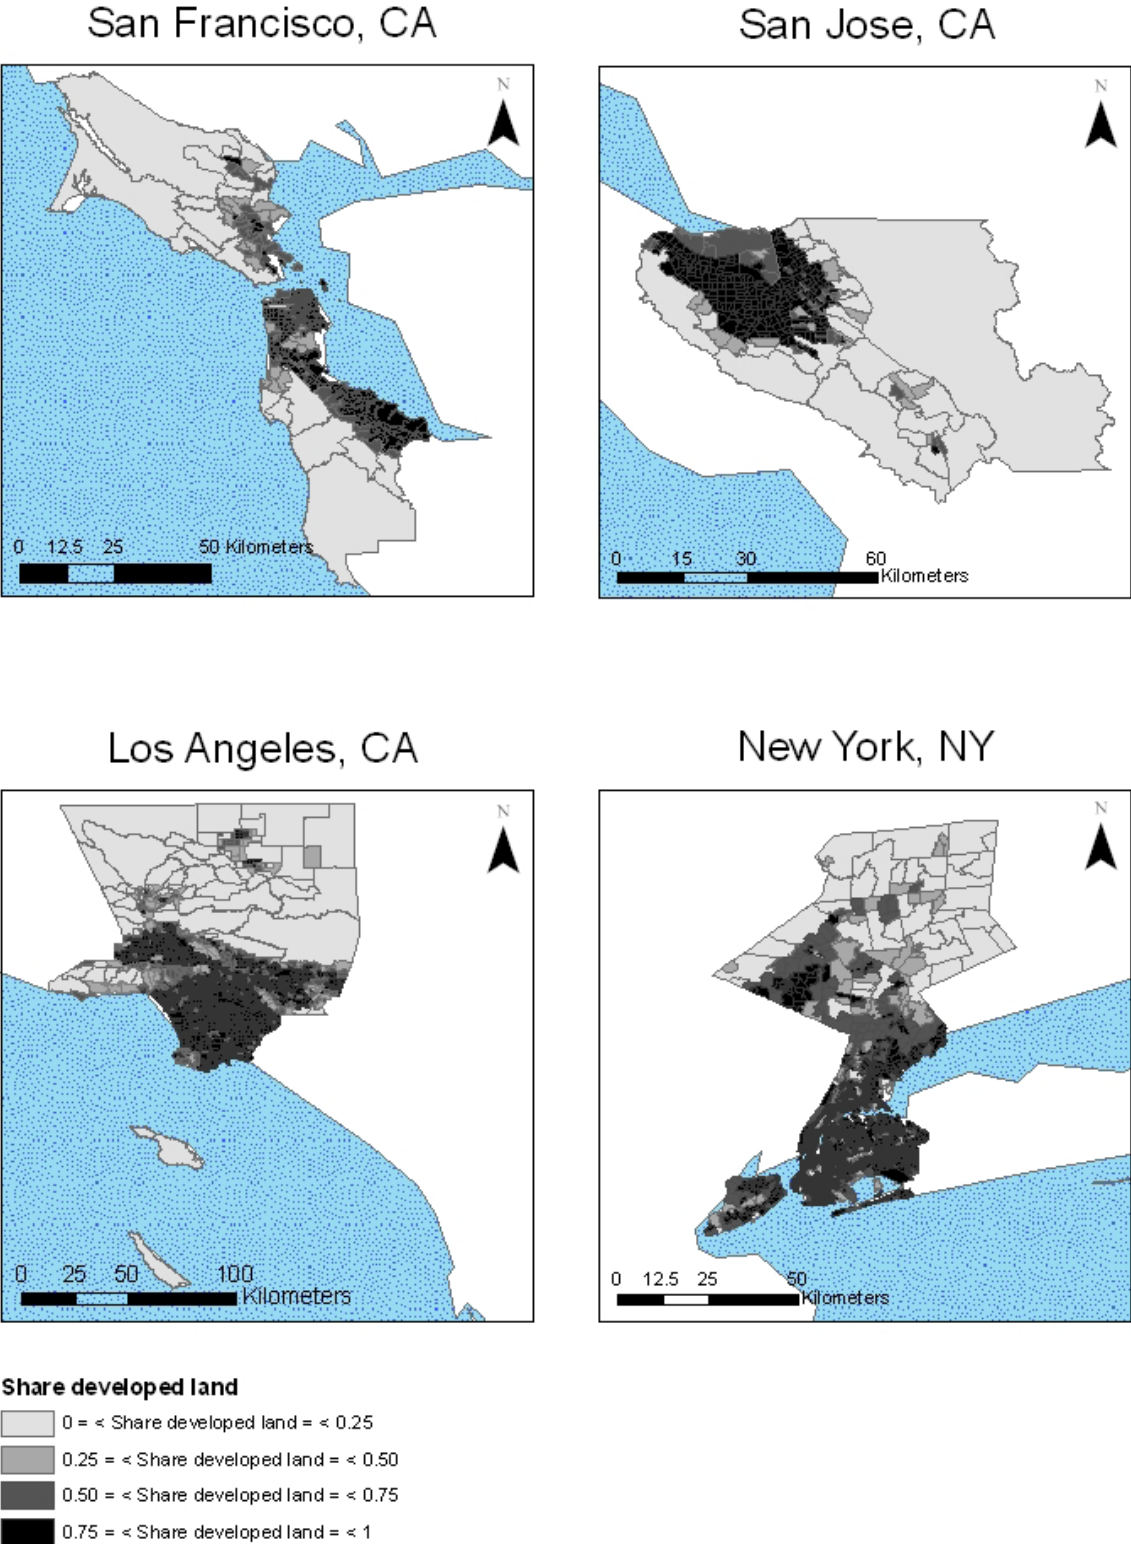 San Francisco, CA
San Jose, CA
N
N
0 12.5 25 50 Kilometers
0 15 30 60
Kilometers
Los Angeles, CA
New York, NY
N
N
0 25 50 100
Kilometers
0 12.5 25 50
Kilometers
Share developed land
0 = < Share developed land = < 0.25
0.25 = < Share developed land = < 0.50
0.50 = < Share developed land = < 0.75
0.75 = < Share developed land = < 1